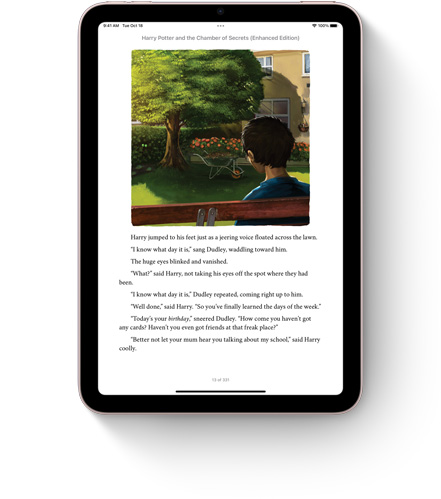 9:41 AM Tue Oct 18
100%
Harry Potter and the Chamber of Secrets (Enhanced Edition)
Harry jumped to his feet just as a jeering voice floated across the lawn.
“I know what day it is,” sang Dudley, waddling toward him.
The huge eyes blinked and vanished.
“What?” said Harry, not taking his eyes off the spot where they had
been.
“I know what day it is,” Dudley repeated, coming right up to him.
“Well done,” said Harry. “So you’ve finally learned the days of the week.”
“Today’s your birthday,” sneered Dudley. “How come you haven’t got
any cards? Haven’t you even got friends at that freak place?”
“Better not let your mum hear you talking about my school,” said Harry
coolly.